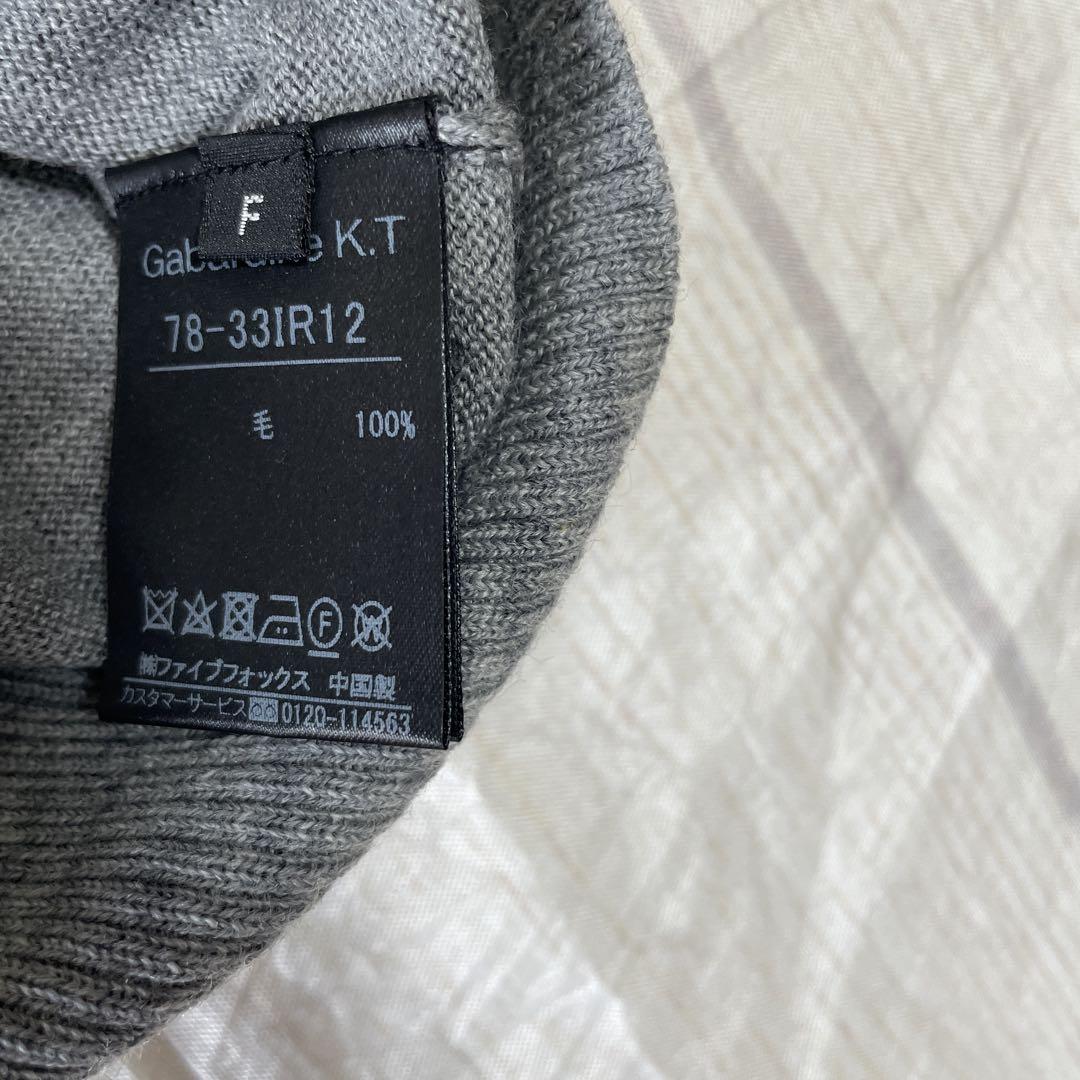 F
K.T
78-33IR12
毛 100%
F
W
㈱ファイブフォックス 中国製
カスタマーサービス 0120-114563